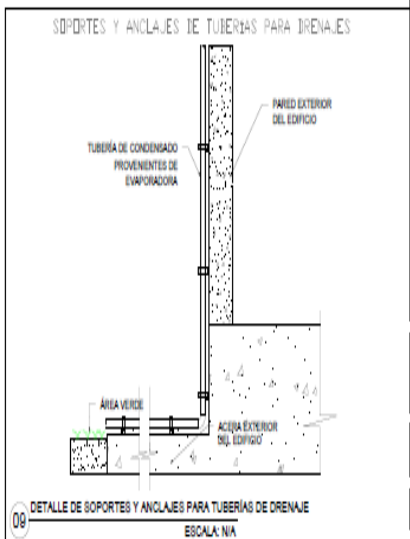 SOPORTES Y ANCLAJES DE TUBERÍAS PARA DRENAJES
PARED EXTERIOR
DEL EDIFICIO
TUBERÍA DE CONDENSADO
PROVENIENTES DE
EVAPORADORA
ÁREA VERDE
ACERA EXTERIOR
DEL EDIFICIO
09
DETALLE DE SOPORTES Y ANCLAJES PARA TUBERÍAS DE DRENAJE
ESCALA: N/A